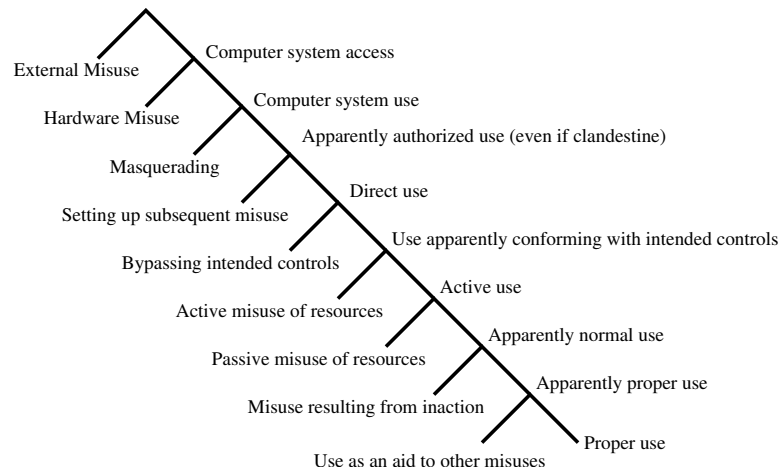 Computer system access
External Misuse
Computer system use
Hardware Misuse
Apparently authorized use (even if clandestine)
Masquerading
Direct use
Setting up subsequent misuse
Use apparently conforming with intended controls
Bypassing intended controls
Active use
Active misuse of resources
Apparently normal use
Passive misuse of resources
Apparently proper use
Misuse resulting from inaction
Proper use
Use as an aid to other misuses